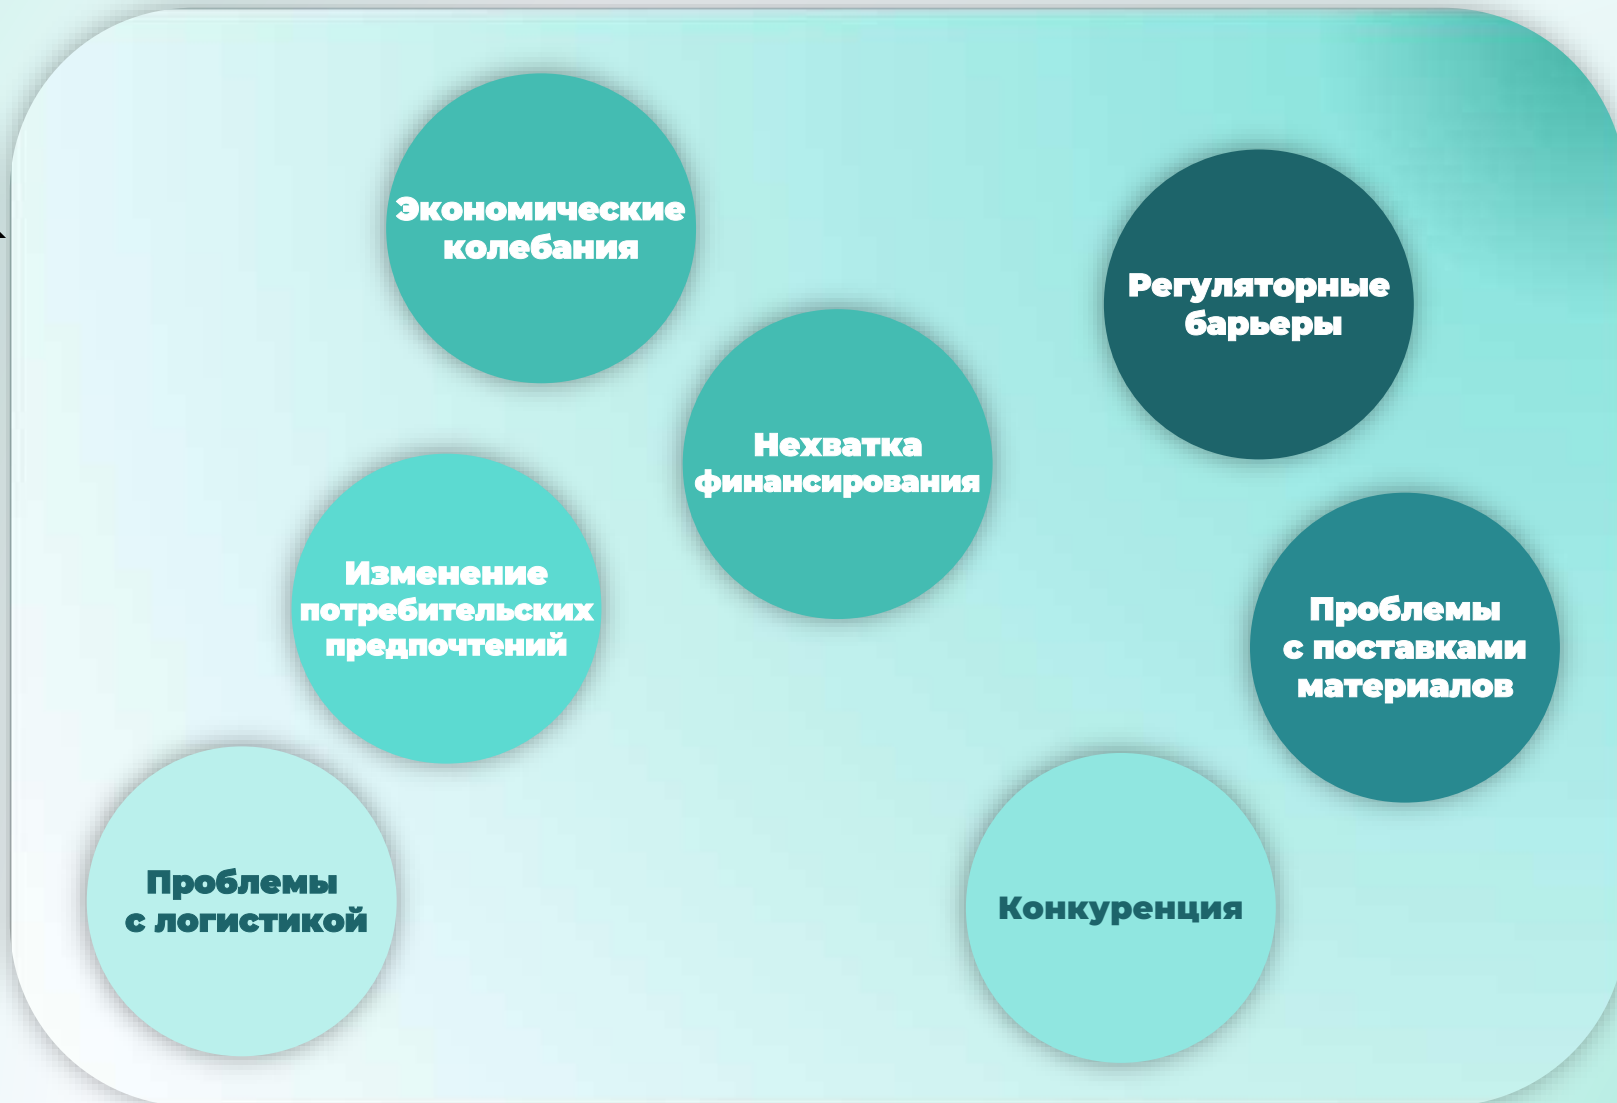 Экономические
колебания
Регуляторные
барьеры
Нехватка
финансирования
Изменение
потребительских
предпочтений
Проблемы
с поставками
материалов
Проблемы
с логистикой
Конкуренция